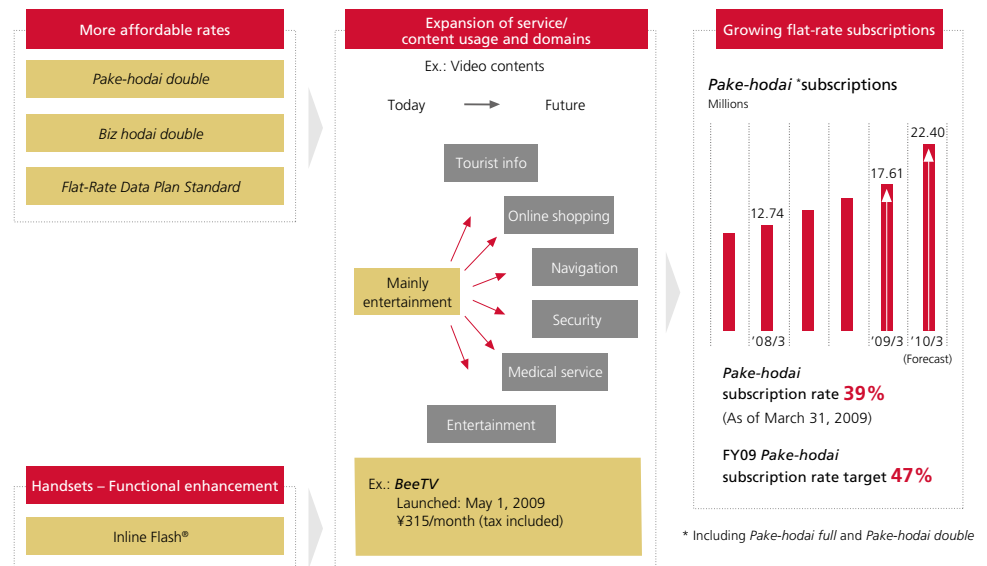 More affordable rates
Pake-hodai double
Biz hodai double
Flat-Rate Data Plan Standard
Handsets – Functional enhancement
Inline Flash®
Expansion of service/
content usage and domains
Ex.: Video contents
Today
Future
Tourist info
Online shopping
Navigation
Mainly
entertainment
Security
Medical service
Entertainment
Ex.: BeeTV
Launched: May 1, 2009
¥315/month (tax included)
Growing flat-rate subscriptions
Pake-hodai *subscriptions
Millions
22.40
17.61
12.74
’08/3
’09/3
’10/3
(Forecast)
Pake-hodai
subscription rate 39%
(As of March 31, 2009)
FY09 Pake-hodai
subscription rate target 47%
* Including Pake-hodai full and Pake-hodai double